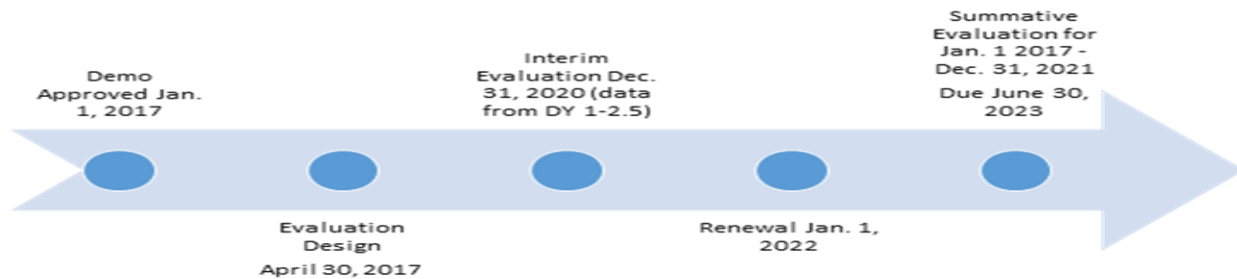 Demo
Approved Jan.
1, 2017
Evaluation
Design
April 30, 2017
Interim
Evaluation Dec.
31, 2020 (data
from DY 1-2.5)
Renewal Jan. 1,
2022
Summative
Evaluation for
Jan. 1 2017 -
Dec. 31, 2021
Due June 30,
2023